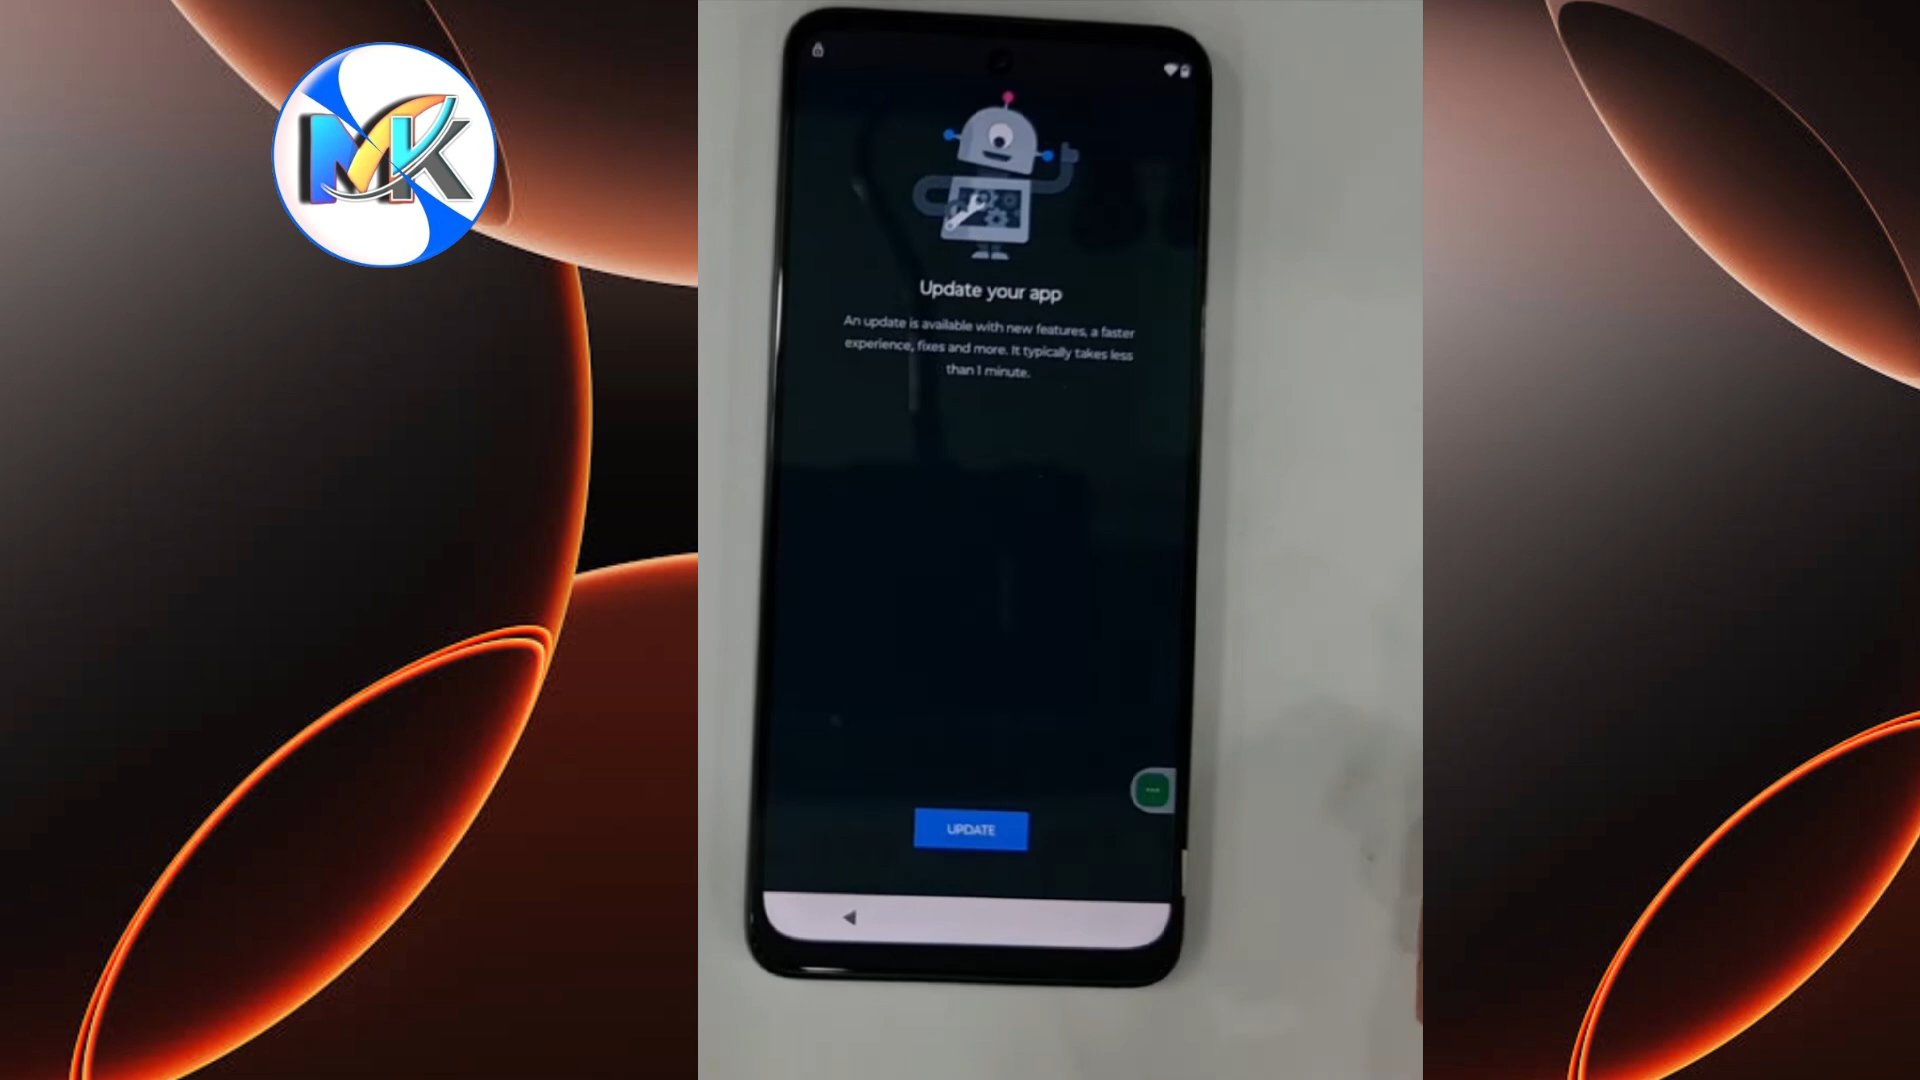 MK
Update your app
An update is available with new features, a faster
experience, fixes and more. It typically takes less
than 1 minute.
UPDATE